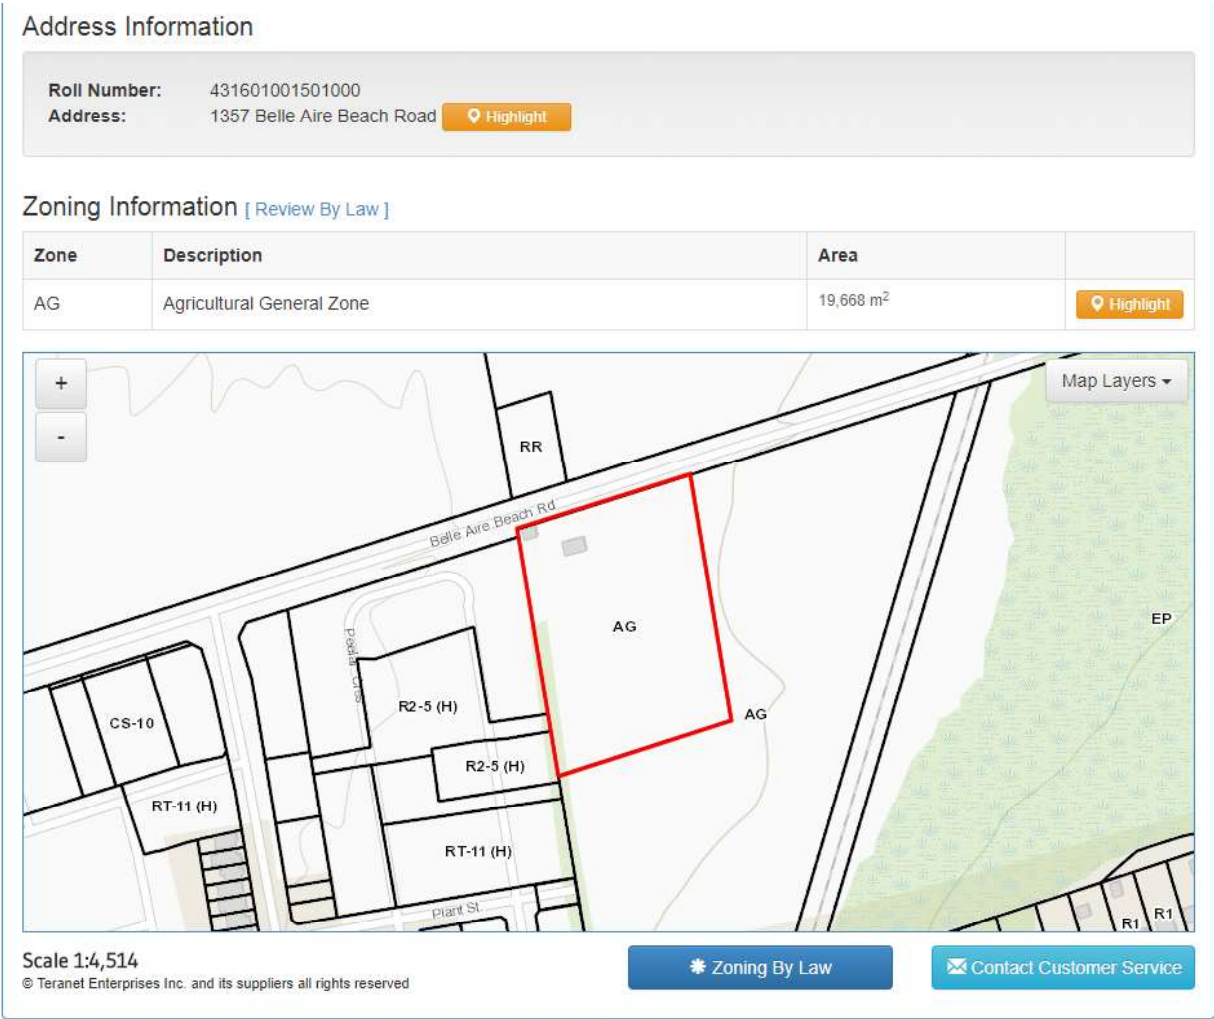 Address Information
Roll Number: 431601001501000
Address: 1357 Belle Aire Beach Road Highlight
Zoning Information [ Review By Law ]
Zone Description Area
AG Agricultural General Zone 19,668 m² Highlight
+
Map Layers
-
RR
Belle Aire Beach Rd
AG
EP
Peelar Cres
R2-5 (H)
AG
CS-10
R2-5 (H)
RT-11 (H)
RT-11 (H)
Plant St
R1
R1
Scale 1:4,514
© Teranet Enterprises Inc. and its suppliers all rights reserved
Zoning By Law
Contact Customer Service